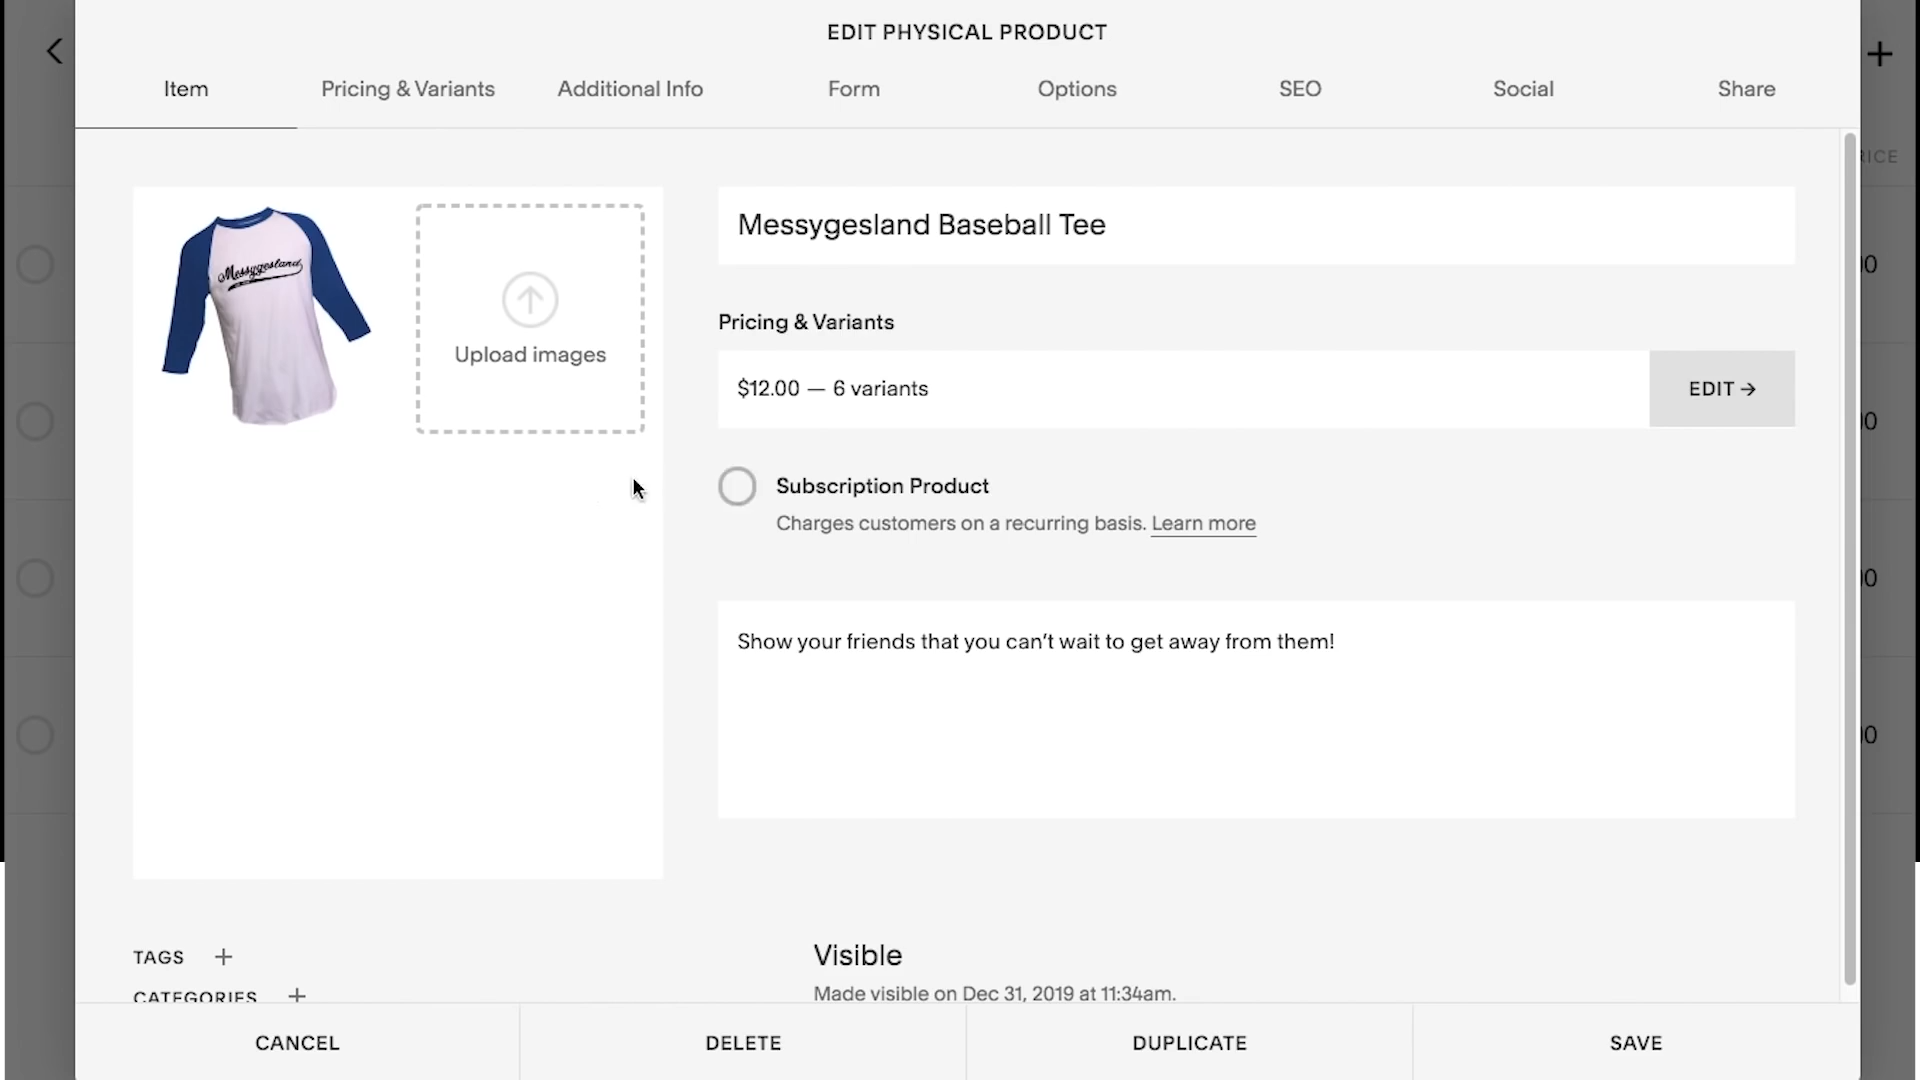 EDIT PHYSICAL PRODUCT
Item Pricing & Variants Additional Info Form Options SEO Social Share
RICE
Messygesland
Upload images
Messygesland Baseball Tee
Pricing & Variants
$12.00 — 6 variants
EDIT →
Subscription Product
Charges customers on a recurring basis. Learn more
Show your friends that you can’t wait to get away from them!
TAGS +
CATEGORIES +
Visible
Made visible on Dec 31, 2019 at 11:34am.
CANCEL DELETE DUPLICATE SAVE